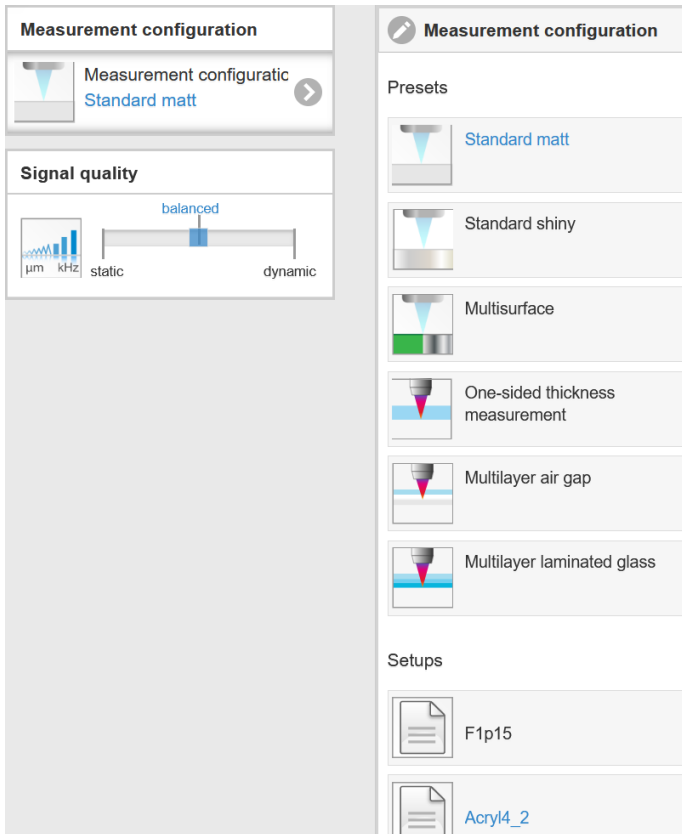 Measurement configuration
Measurement configuratic
Standard matt
Signal quality
balanced
µm kHz
static
dynamic
Measurement configuration
Presets
Standard matt
Standard shiny
Multisurface
One-sided thickness
measurement
Multilayer air gap
Multilayer laminated glass
Setups
F1p15
Acryl4_2